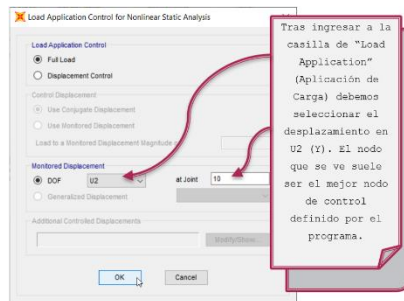 Load Application Control for Nonlinear Static Analysis
Load Application Control
Full Load
Displacement Control
Control Displacement
Use Conjugate Displacement
Use Monitored Displacement
Load to a Monitored Displacement Magnitude
Monitored Displacement
DOF U2 at Joint 10
Generalized Displacement
Additional Controlled Displacements
Modify/Show...
OK Cancel
Tras ingresar a la
casilla de "Load
Application"
(Aplicación de
Carga) debemos
seleccionar el
desplazamiento en
U2 (Y). El nodo
que se ve suele
ser el mejor nodo
de control
definido por el
programa.